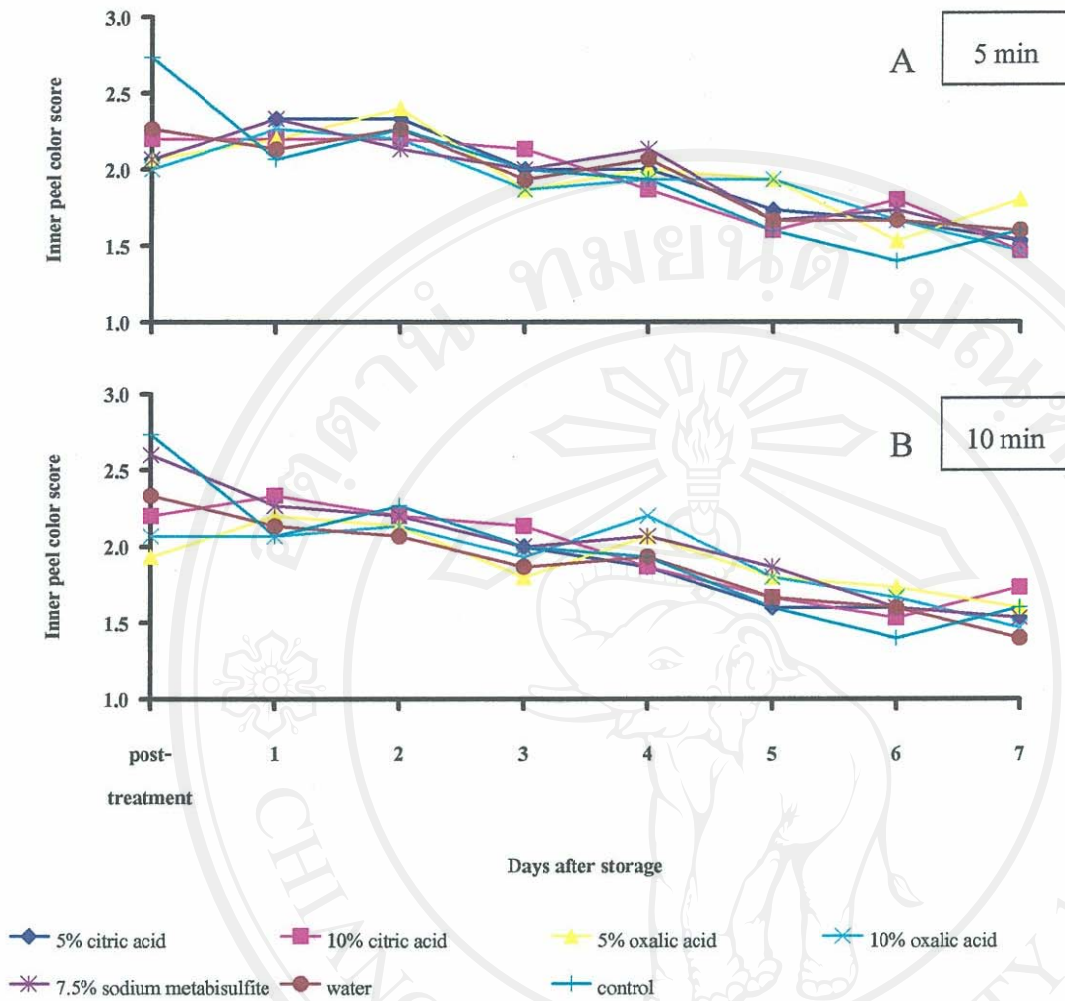 3.0
A
5 min
2.5
2.0
1.5
1.0
Inner peel color score
3.0
B
10 min
2.5
2.0
1.5
1.0
Inner peel color score
post-treatment 1 2 3 4 5 6 7
Days after storage
5% citric acid 10% citric acid 5% oxalic acid 10% oxalic acid
7.5% sodium metabisulfite water control